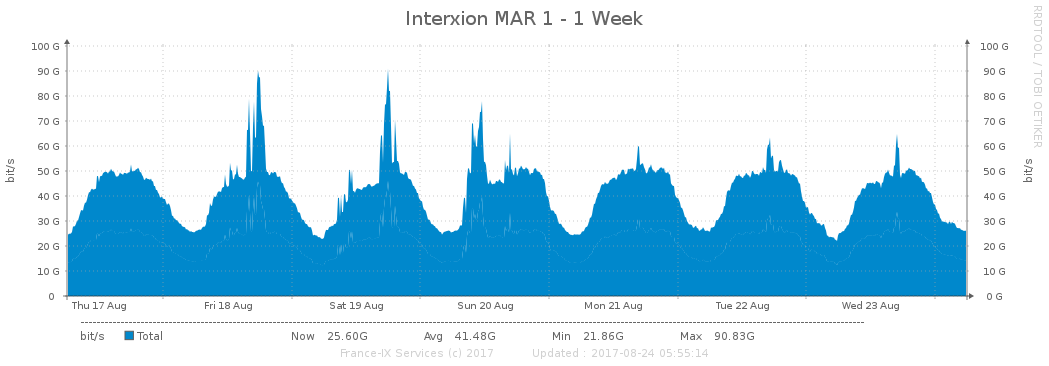 Interxion MAR 1 - 1 Week
RRDTOOL / TOBI OETIKER
100 G 100 G
90 G 90 G
80 G 80 G
70 G 70 G
60 G 60 G
50 G 50 G
40 G 40 G
30 G 30 G
20 G 20 G
10 G 10 G
0 0 G
bit/s bit/s
Thu 17 Aug Fri 18 Aug Sat 19 Aug Sun 20 Aug Mon 21 Aug Tue 22 Aug Wed 23 Aug
bit/s Total Now 25.60G Avg 41.48G Min 21.86G Max 90.83G
France-IX Services (c) 2017 Updated : 2017-08-24 05:55:14